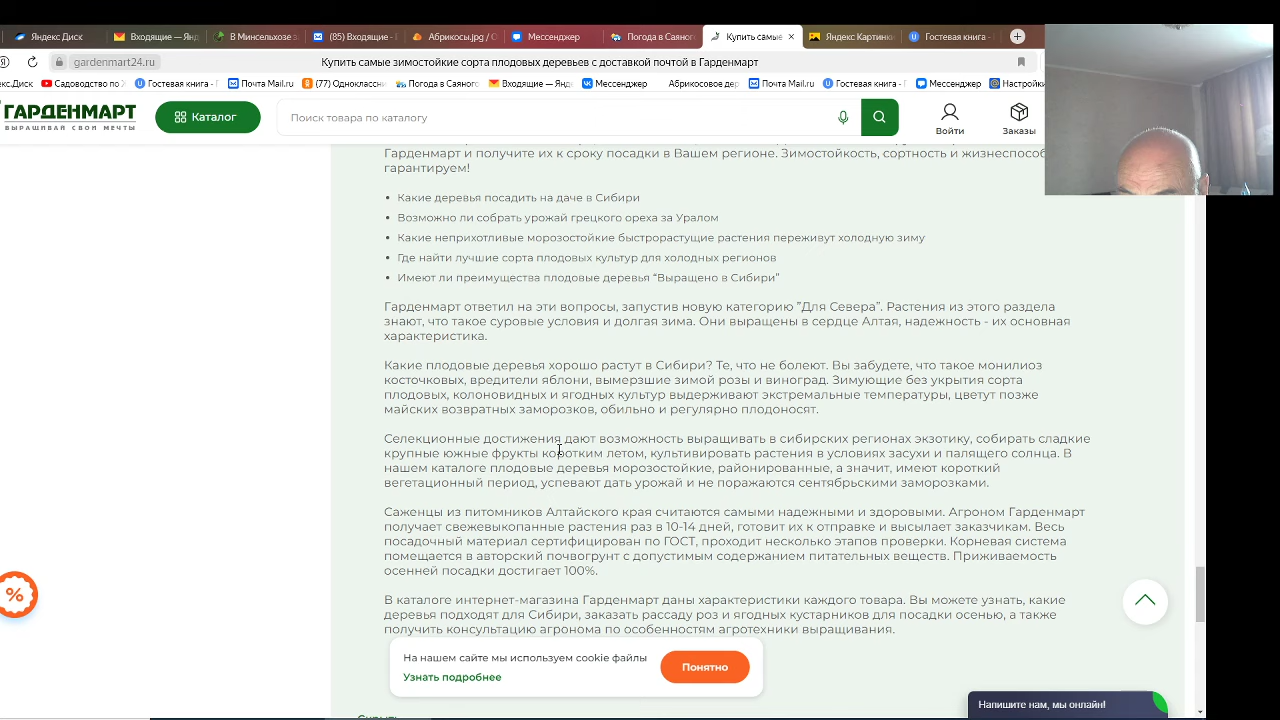 Яндекс Диск
Входящие — Янд
В Минсельхозе
(85) Входящие -
Абрикосы.jpg / О
Мессенджер
Погода в Саяног
Купить самые
Яндекс Картинк
Гостевая книга -
gardenmart24.ru
Купить самые зимостойкие сорта плодовых деревьев с доставкой почтой в Гарденмарт
кс.Диск
Садоводство за
Гостевая книга - Г
Почта Mail.ru
(77) Одноклассн
Погода в Саяног
Входящие — Янд
Мессенджер
Абрикосовое дер
Почта Mail.ru
Гостевая книга - Г
Мессенджер
Настройки
ГАРДЕНМАРТ
ВЫРАЩИВАЙ СВОИ МЕЧТЫ
Каталог
Поиск товара по каталогу
Войти
Заказы
Гарденмарт и получите их к сроку посадки в Вашем регионе. Зимостойкость, сортность и жизнеспособ
гарантируем!
• Какие деревья посадить на даче в Сибири
• Возможно ли собрать урожай грецкого ореха за Уралом
• Какие неприхотливые морозостойкие быстрорастущие растения переживут холодную зиму
• Где найти лучшие сорта плодовых культур для холодных регионов
• Имеют ли преимущества плодовые деревья “Выращено в Сибири”
Гарденмарт ответил на эти вопросы, запустив новую категорию ”Для Севера”. Растения из этого раздела
знают, что такое суровые условия и долгая зима. Они выращены в сердце Алтая, надежность - их основная
характеристика.
Какие плодовые деревья хорошо растут в Сибири? Те, что не болеют. Вы забудете, что такое монилиоз
косточковых, вредители яблони, вымерзшие зимой розы и виноград. Зимующие без укрытия сорта
плодовых, колоновидных и ягодных культур выдерживают экстремальные температуры, цветут позже
майских возвратных заморозков, обильно и регулярно плодоносят.
Селекционные достижения дают возможность выращивать в сибирских регионах экзотику, собирать сладкие
крупные южные фрукты коротким летом, культивировать растения в условиях засухи и палящего солнца. В
нашем каталоге плодовые деревья морозостойкие, районированные, а значит, имеют короткий
вегетационный период, успевают дать урожай и не поражаются сентябрьскими заморозками.
Саженцы из питомников Алтайского края считаются самыми надежными и здоровыми. Агроном Гарденмарт
получает свежевыкопанные растения раз в 10-14 дней, готовит их к отправке и высылает заказчикам. Весь
посадочный материал сертифицирован по ГОСТ, проходит несколько этапов проверки. Корневая система
помещается в авторский почвогрунт с допустимым содержанием питательных веществ. Приживаемость
осенней посадки достигает 100%.
В каталоге интернет-магазина Гарденмарт даны характеристики каждого товара. Вы можете узнать, какие
деревья подходят для Сибири, заказать рассаду роз и ягодных кустарников для посадки осенью, а также
получить консультацию агронома по особенностям агротехники выращивания.
%
На нашем сайте мы используем cookie файлы
Узнать подробнее
Понятно
Напишите нам, мы онлайн!